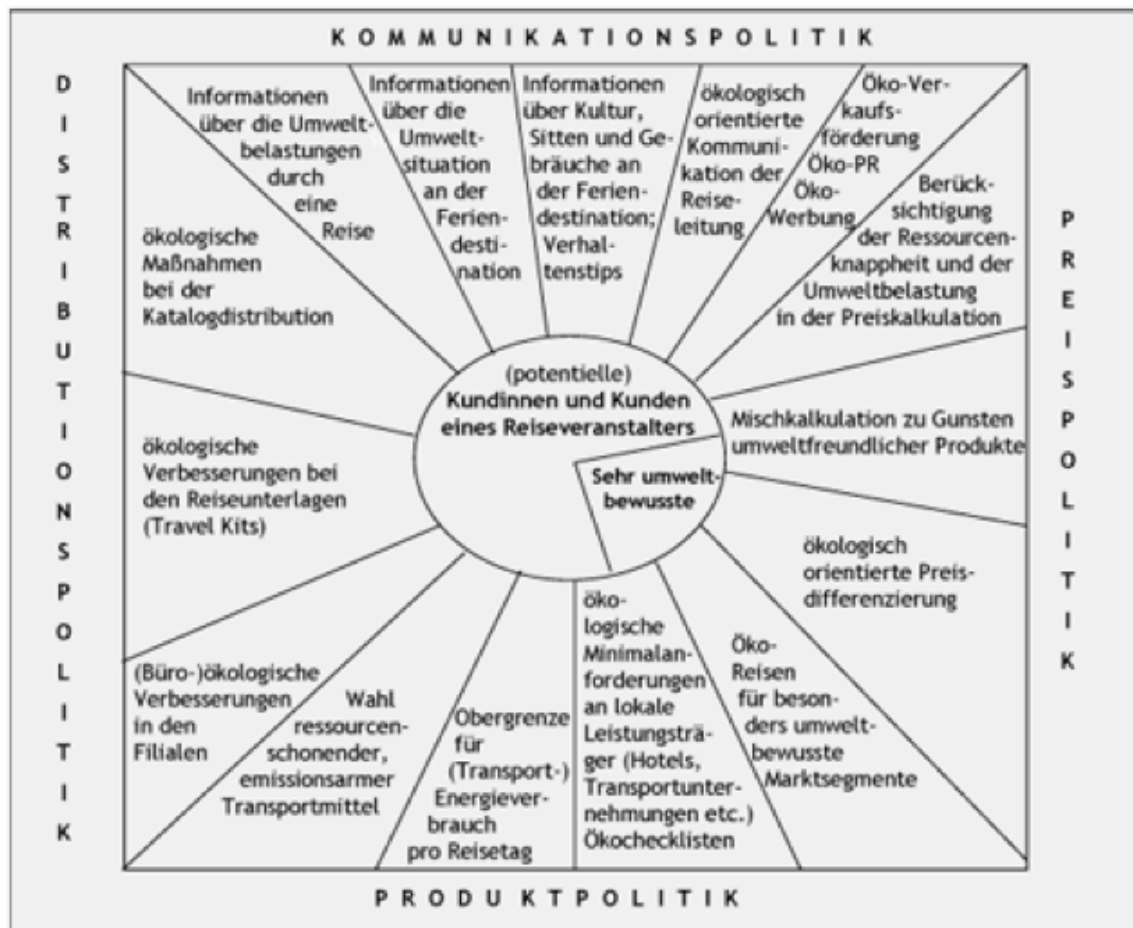 KOMMUNIKATIONSPOLITIK
DISTRIBUTIONSPOLITIK
Informationen
über die Umwelt-
belastungen
durch
eine
Reise
Informationen
über die
Umwelt-
situation
an der
Ferien-
desti-
nation
Informationen
über Kultur,
Sitten und Ge-
bräuche an
der Ferien-
destination;
Verhal-
tenstips
ökologisch
orientierte
Kommuni-
kation der
Reise-
leitung
Öko-Ver-
kaufs-
förderung
Öko-PR
Öko-
Werbung
Berück-
sichtigung
der Ressourcen-
knappheit und der
Umweltbelastung
in der Preiskalkulation
PREISPOLITIK
ökologische
Maßnahmen
bei der
Katalogdistribution
(potentielle)
Kundinnen und Kunden
eines Reiseveranstalters
Sehr umwelt-
bewusste
Mischkalkulation zu Gunsten
umweltfreundlicher Produkte
ökologische
Verbesserungen bei
den Reiseunterlagen
(Travel Kits)
ökologisch
orientierte Preis-
differenzierung
(Büro-)ökologische
Verbesserungen
in den
Filialen
Wahl
ressourcen-
schonender,
emissionsarmer
Transportmittel
Obergrenze
für
(Transport-)
Energiever-
brauch
pro Reisetag
öko-
logische
Minimalan-
forderungen
an lokale
Leistungsträ-
ger (Hotels,
Transportunter-
nehmungen etc.)
Ökochecklisten
Öko-
Reisen
für beson-
ders umwelt-
bewusste
Marktsegmente
PRODUKTPOLITIK